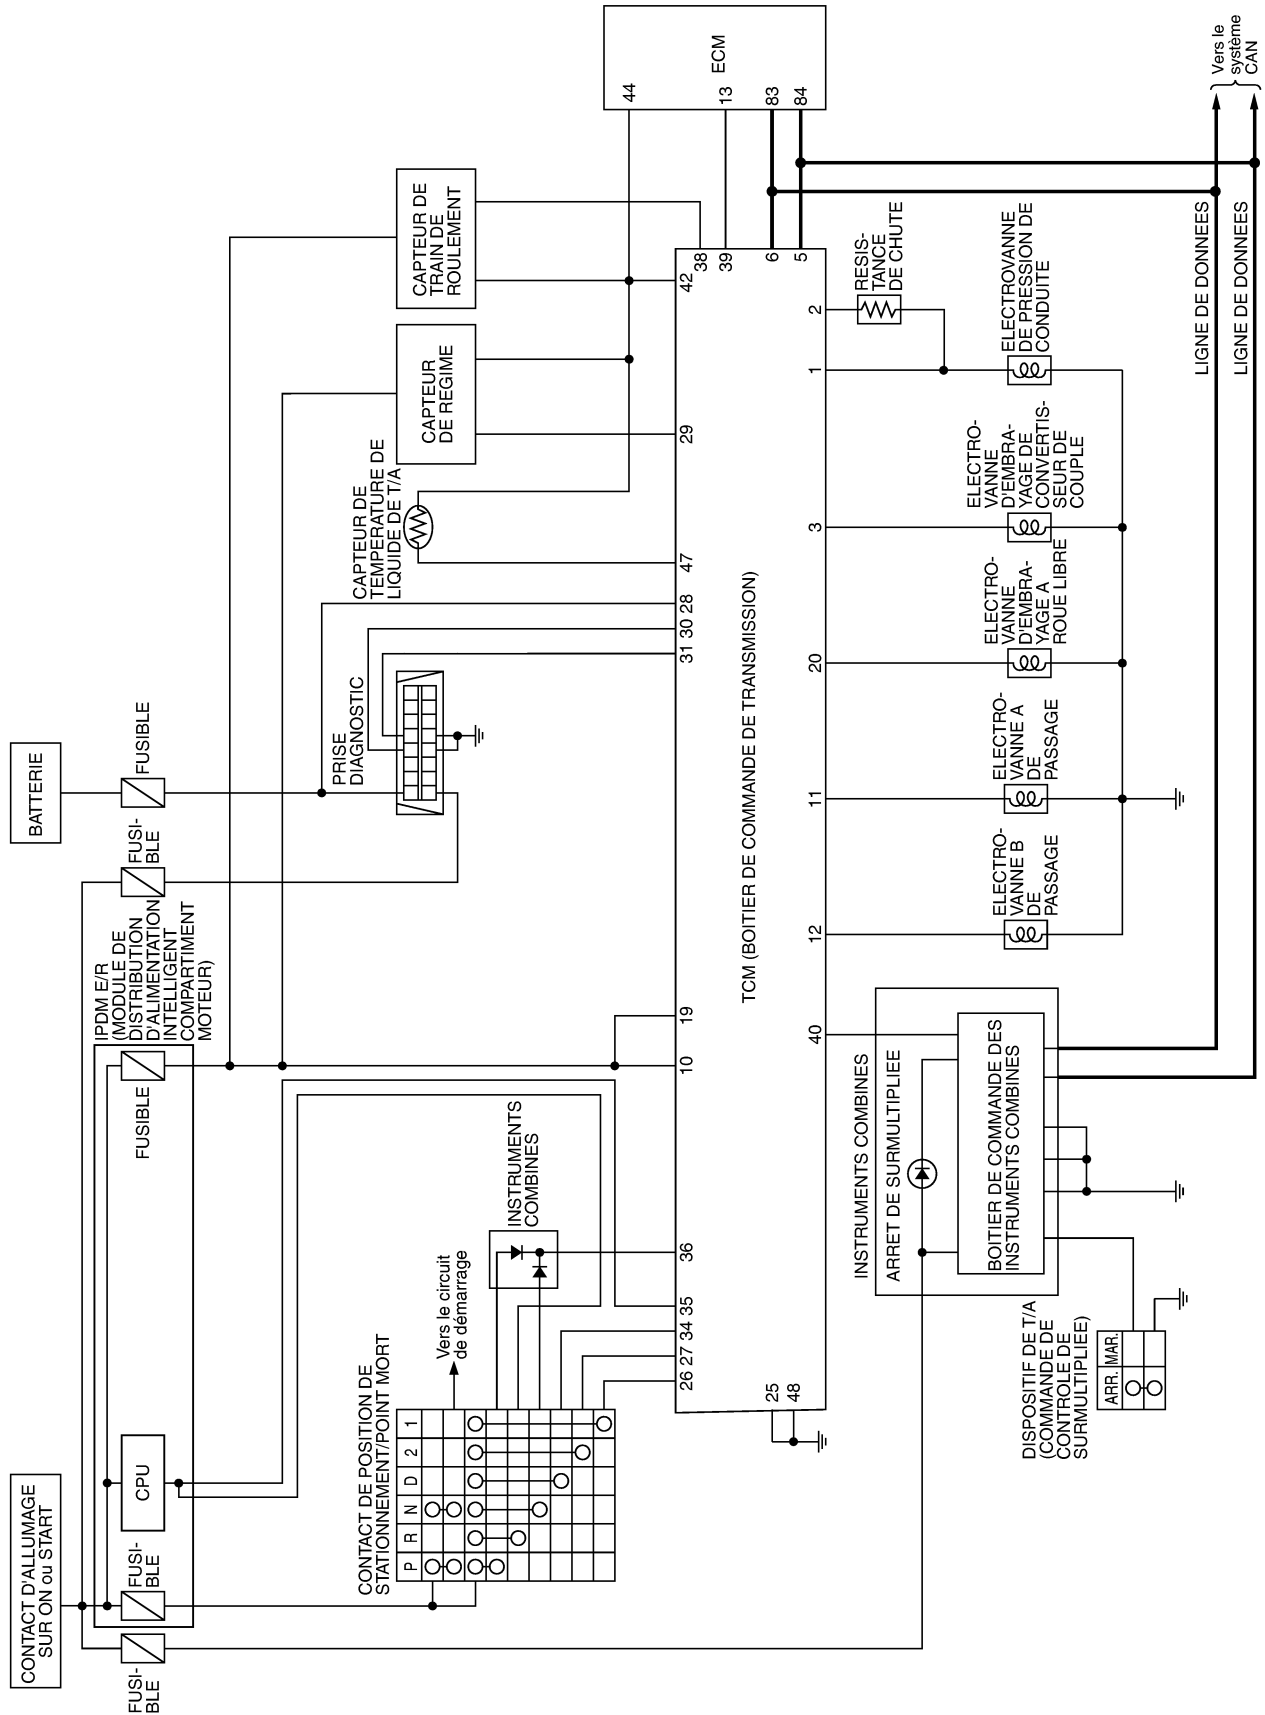 CONTACT D'ALLUMAGE
SUR ON ou START
BATTERIE
FUSI-
BLE
FUSI-
BLE
CPU
FUSIBLE
IPDM E/R
(MODULE DE
DISTRIBUTION
D'ALIMENTATION
INTELLIGENT
COMPARTIMENT
MOTEUR)
FUSI-
BLE
FUSIBLE
PRISE
DIAGNOSTIC
CAPTEUR DE
TEMPERATURE DE
LIQUIDE DE T/A
CAPTEUR
DE REGIME
CAPTEUR DE
TRAIN DE
ROULEMENT
CONTACT DE POSITION DE
STATIONNEMENT/POINT MORT
P R N D 2 1
Vers le circuit
de démarrage
INSTRUMENTS
COMBINES
ECM
44
13
83
84
26 27 34 35 36 10 19 31 30 28 47 29 42
38
39
6
5
25
48
TCM (BOITIER DE COMMANDE DE TRANSMISSION)
40 12 11 20 3 1 2
RESIS-
TANCE
DE CHUTE
INSTRUMENTS COMBINES
ARRET DE SURMULTIPLIEE
BOITIER DE COMMANDE DES
INSTRUMENTS COMBINES
ELECTRO-
VANNE B
DE
PASSAGE
ELECTRO-
VANNE A
DE
PASSAGE
ELECTRO-
VANNE
D'EMBRA-
YAGE A
ROUE LIBRE
ELECTRO-
VANNE
D'EMBRA-
YAGE DE
CONVERTIS-
SEUR DE
COUPLE
ELECTROVANNE
DE PRESSION DE
CONDUITE
DISPOSITIF DE T/A
(COMMANDE DE
CONTROLE DE
SURMULTIPLIEE)
ARR. MAR.
LIGNE DE DONNEES
LIGNE DE DONNEES
Vers le
système
CAN